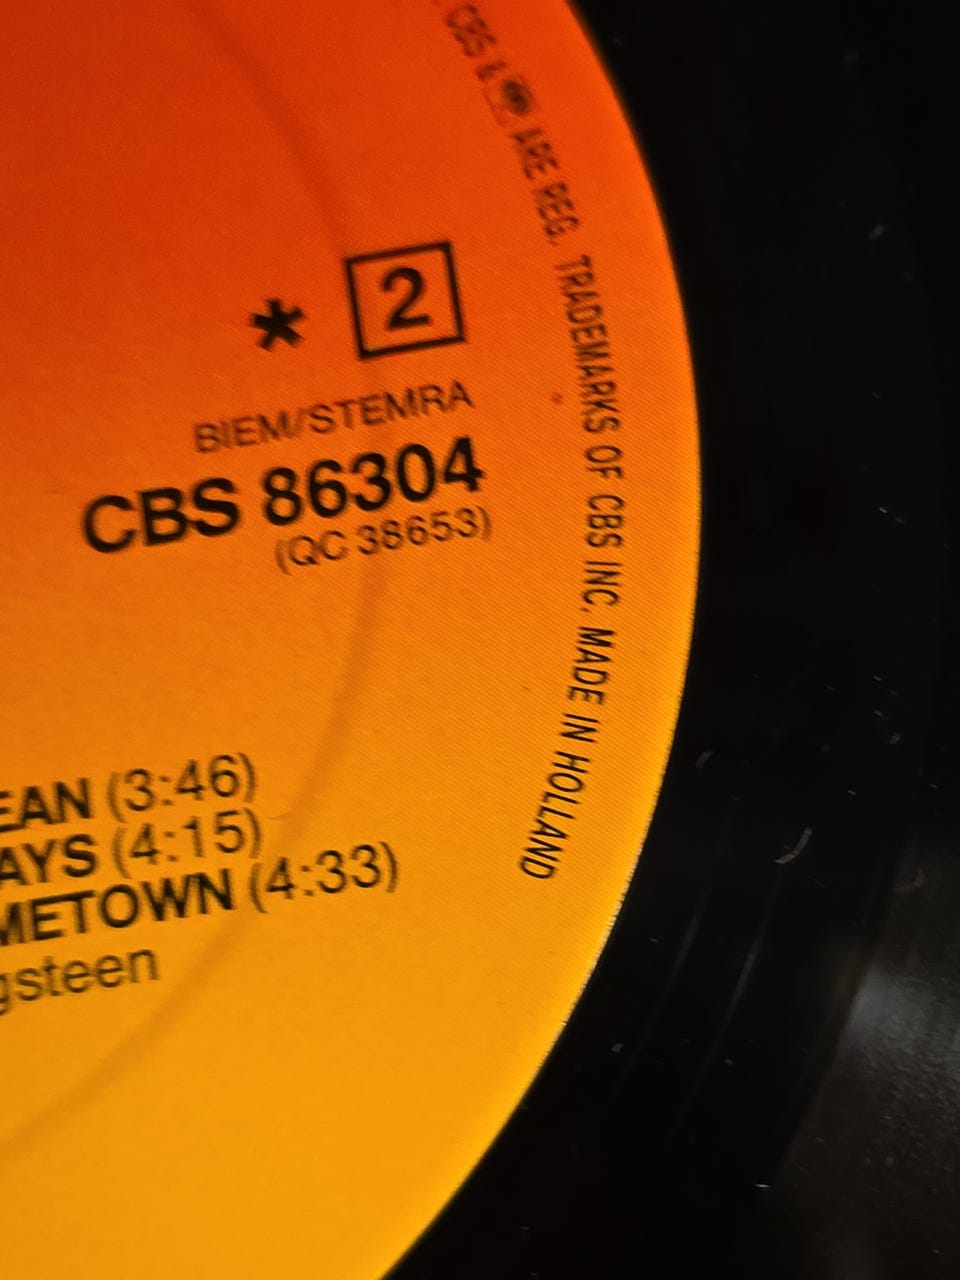 * 2
BIEM/STEMRA
CBS 86304
(QC 38653)
EAN (3:46)
AYS (4:15)
METOWN (4:33)
gsteen
CBS & ARE REG. TRADEMARKS OF CBS INC. MADE IN HOLLAND